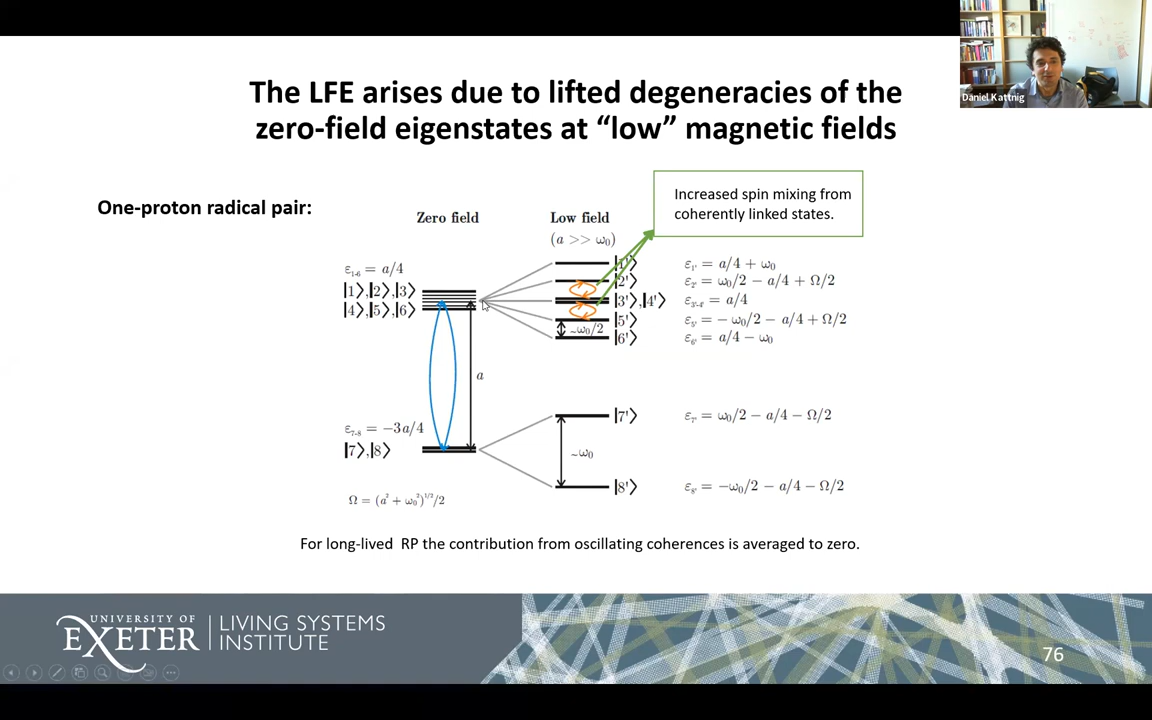 Daniel Kattnig
The LFE arises due to lifted degeneracies of the
zero-field eigenstates at “low” magnetic fields
One-proton radical pair:
Zero field
Low field
(a >> ω₀)
Increased spin mixing from
coherently linked states.
ε₁₋₆ = a/4
|1⟩,|2⟩,|3⟩
|4⟩,|5⟩,|6⟩
a
ε₇₋₈ = −3a/4
|7⟩,|8⟩
Ω = (a² + ω₀²)^1/2/2
|1'⟩
|2'⟩
|3'⟩,|4'⟩
|5'⟩
~ω₀/2
|6'⟩
|7'⟩
~ω₀
|8'⟩
ε₁' = a/4 + ω₀
ε₂' = ω₀/2 − a/4 + Ω/2
ε₃'₋₄' = a/4
ε₅' = − ω₀/2 − a/4 + Ω/2
ε₆' = a/4 − ω₀
ε₇' = ω₀/2 − a/4 − Ω/2
ε₈' = −ω₀/2 − a/4 − Ω/2
For long-lived RP the contribution from oscillating coherences is averaged to zero.
UNIVERSITY OF
EXETER
LIVING SYSTEMS
INSTITUTE
76